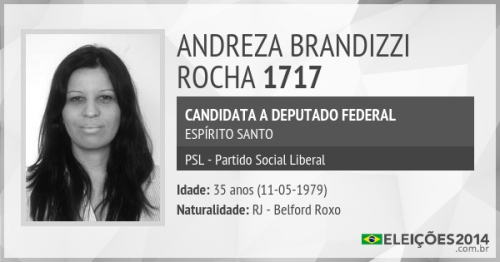 ANDREZA BRANDIZZI
ROCHA 1717
CANDIDATA A DEPUTADO FEDERAL
ESPÍRITO SANTO
PSL - Partido Social Liberal
Idade: 35 anos (11-05-1979)
Naturalidade: RJ - Belford Roxo
ELEIÇÕES2014
.com.br